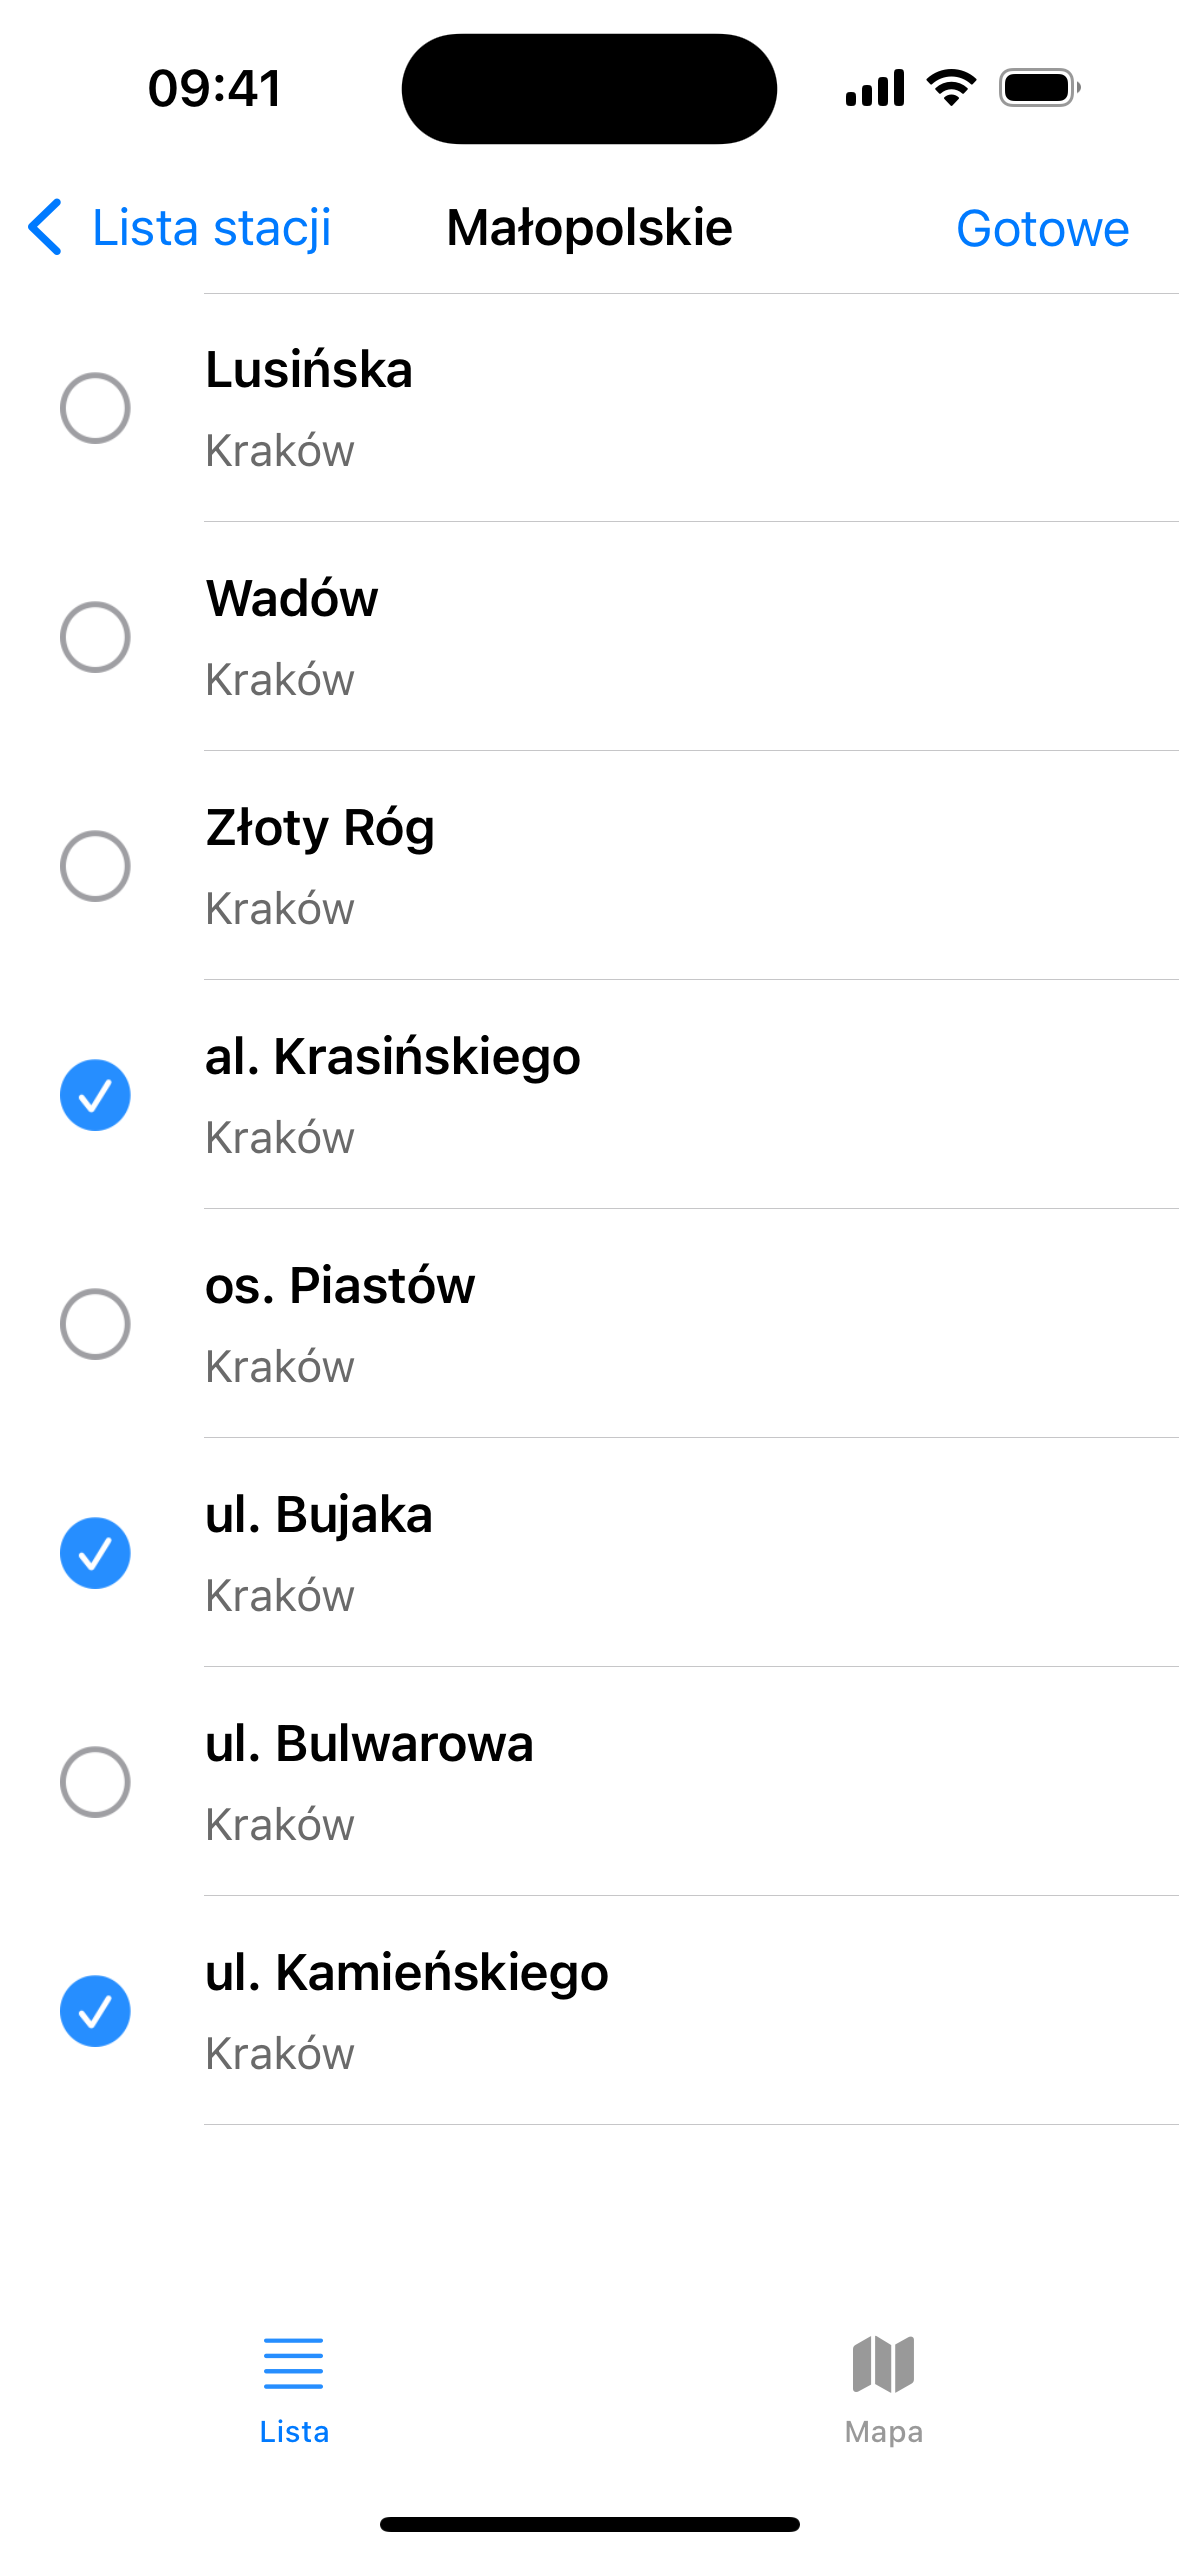 09:41
Lista stacji
Małopolskie
Gotowe
Lusińska
Kraków
Wadów
Kraków
Złoty Róg
Kraków
al. Krasińskiego
Kraków
os. Piastów
Kraków
ul. Bujaka
Kraków
ul. Bulwarowa
Kraków
ul. Kamieńskiego
Kraków
Lista
Mapa